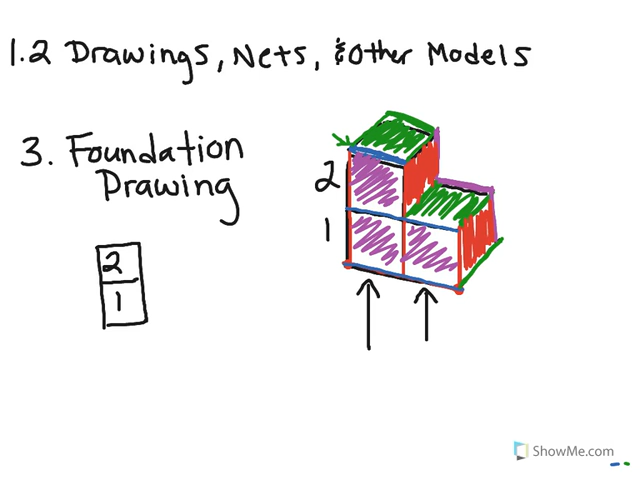 1.2 Drawings, Nets, & Other Models
3. Foundation
Drawing
2
1
2
1
ShowMe.com